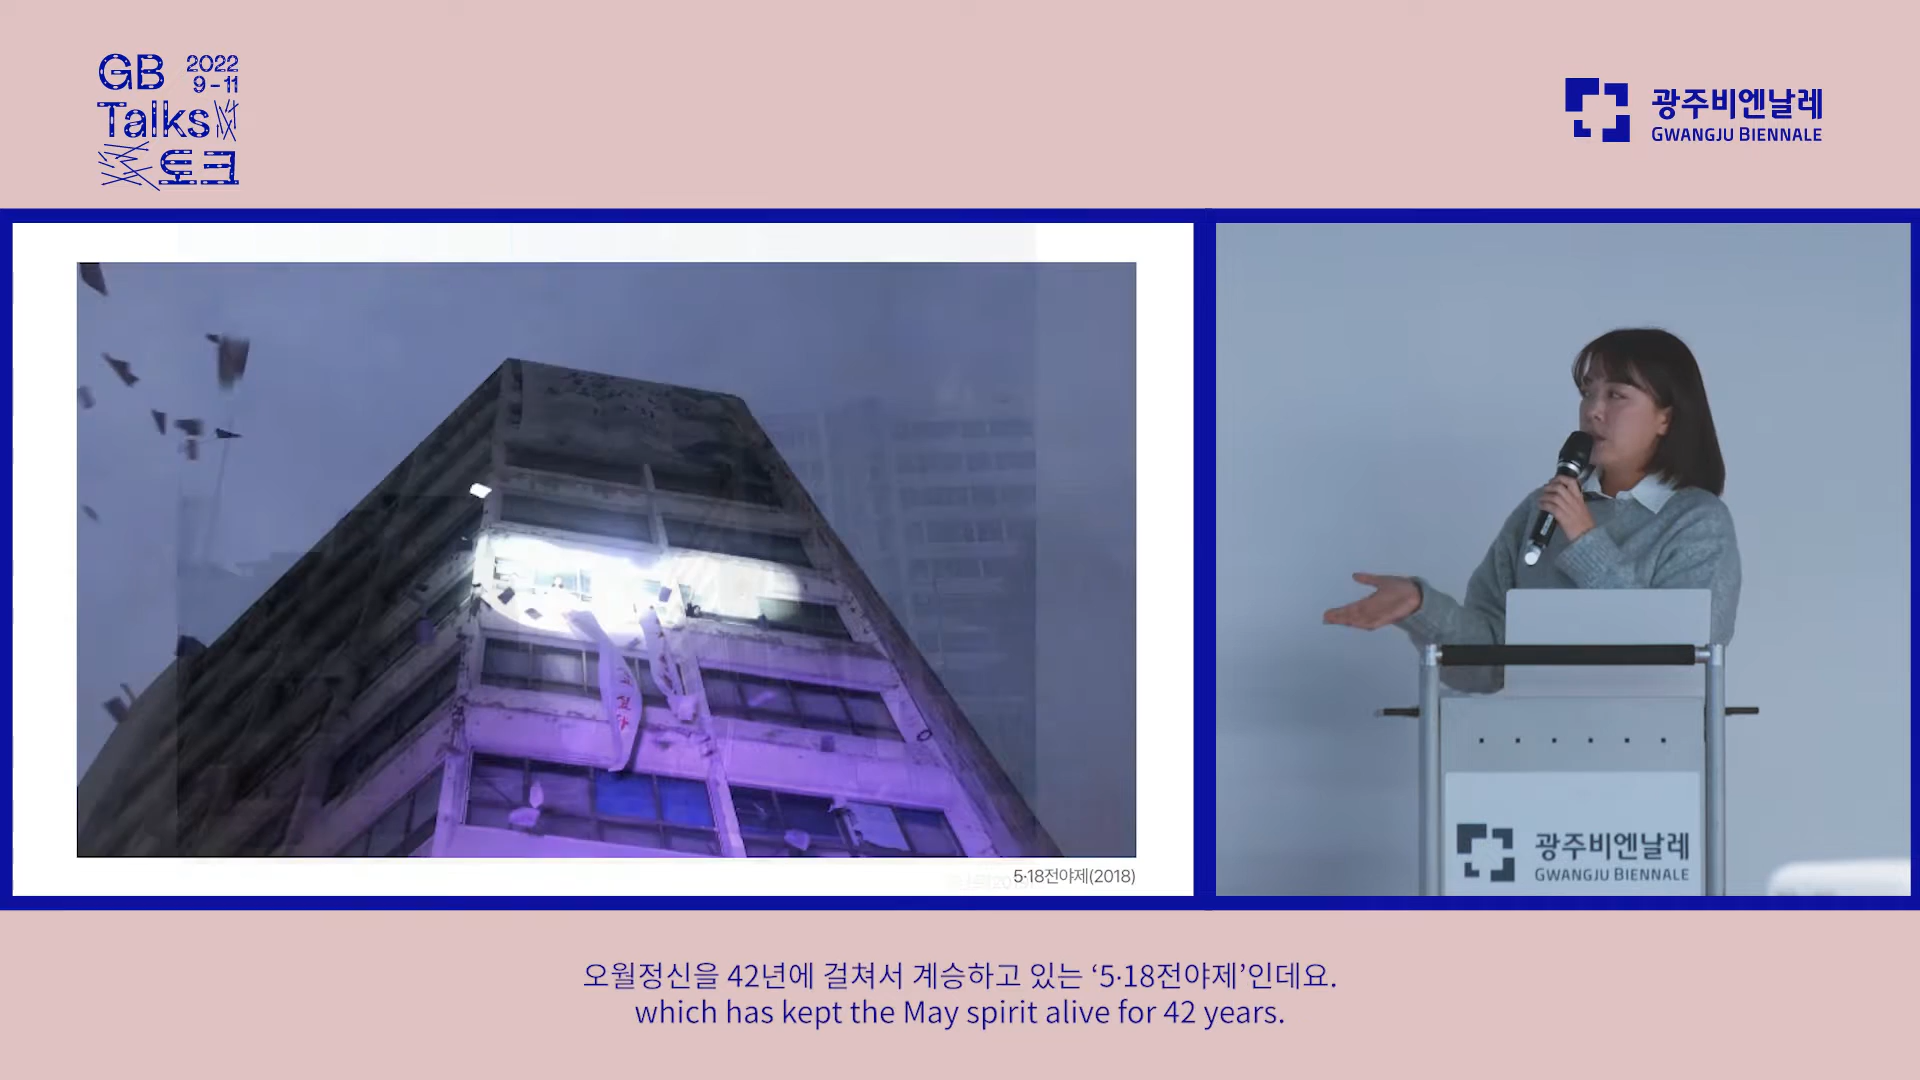 GB 2022
9-11
Talks
토크
광주비엔날레
GWANGJU BIENNALE
5·18전야제(2018)
광주비엔날레
GWANGJU BIENNALE
오월정신을 42년에 걸쳐서 계승하고 있는 ‘5·18전야제’인데요.
which has kept the May spirit alive for 42 years.